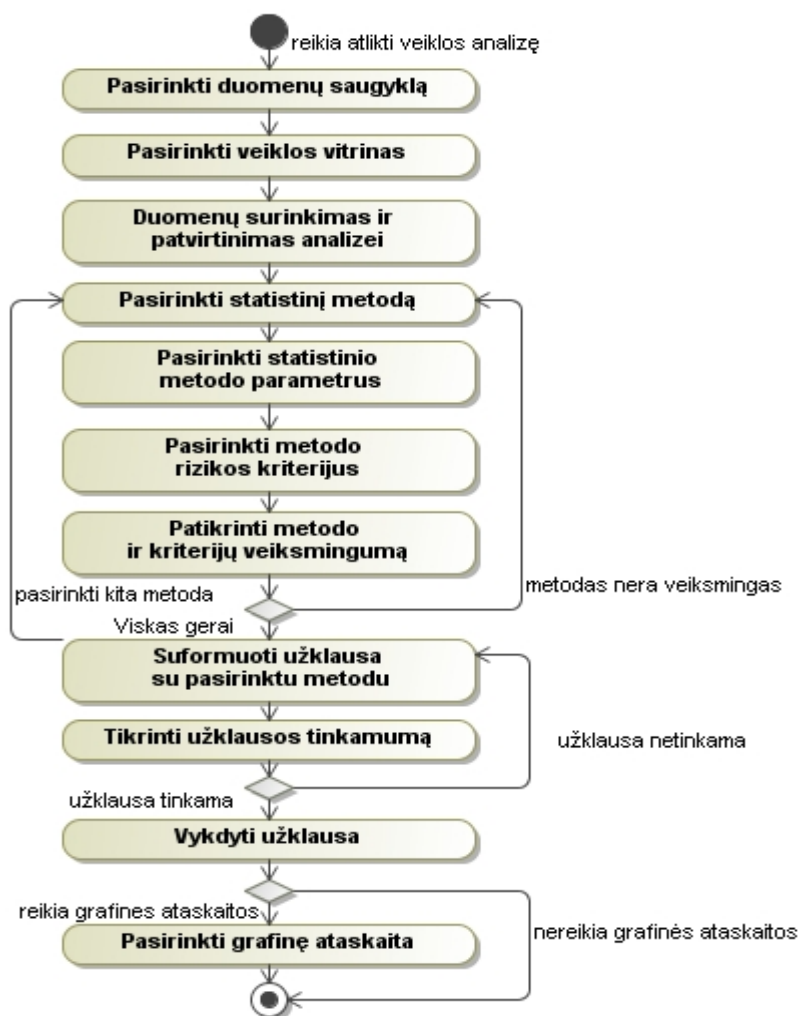 reikia atlikti veiklos analizę
Pasirinkti duomenų saugyklą
Pasirinkti veiklos vitrinas
Duomenų surinkimas ir
patvirtinimas analizei
Pasirinkti statistinį metodą
Pasirinkti statistinio
metodo parametrus
Pasirinkti metodo
rizikos kriterijus
Patikrinti metodo
ir kriterijų veiksmingumą
pasirinkti kita metoda
metodas nera veiksmingas
Viskas gerai
Suformuoti užklausa
su pasirinktu metodu
Tikrinti užklausos tinkamumą
užklausa netinkama
užklausa tinkama
Vykdyti užklausa
reikia grafines ataskaitos
nereikia grafinės ataskaitos
Pasirinkti grafinę ataskaita